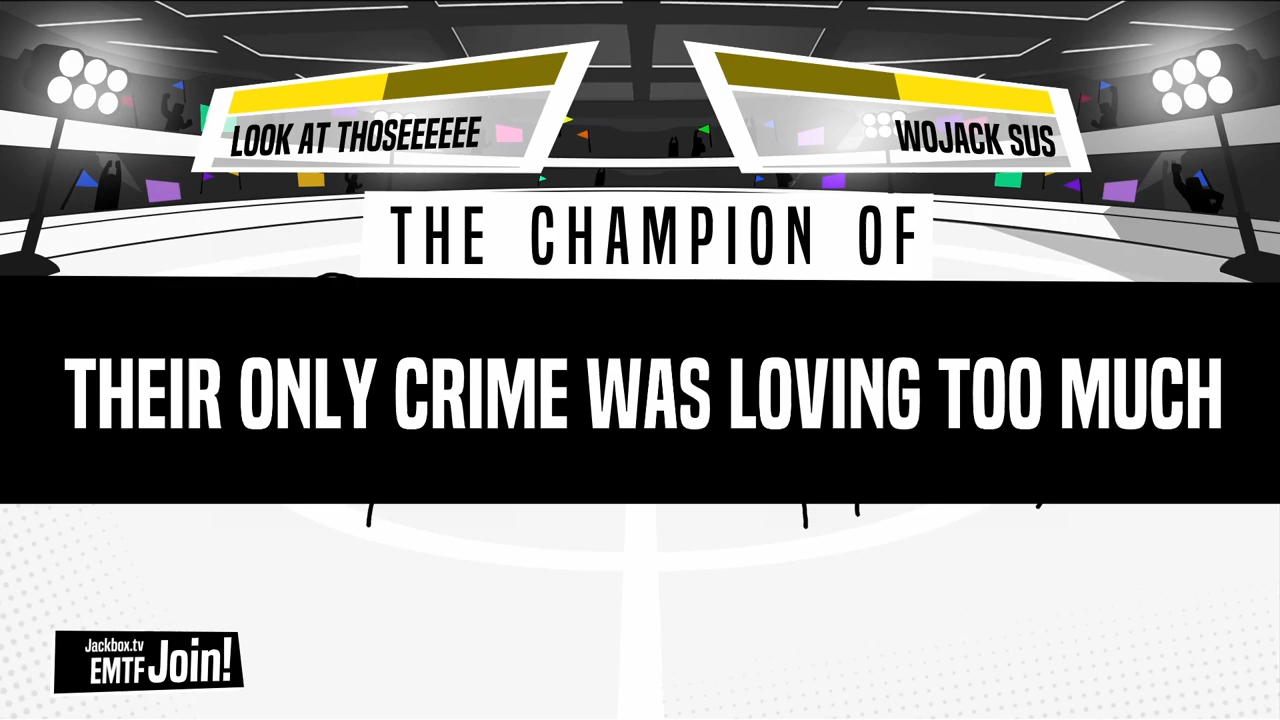 LOOK AT THOSEEEEEE
WOJACK SUS
THE CHAMPION OF
THEIR ONLY CRIME WAS LOVING TOO MUCH
Jackbox.tv
EMTF Join!